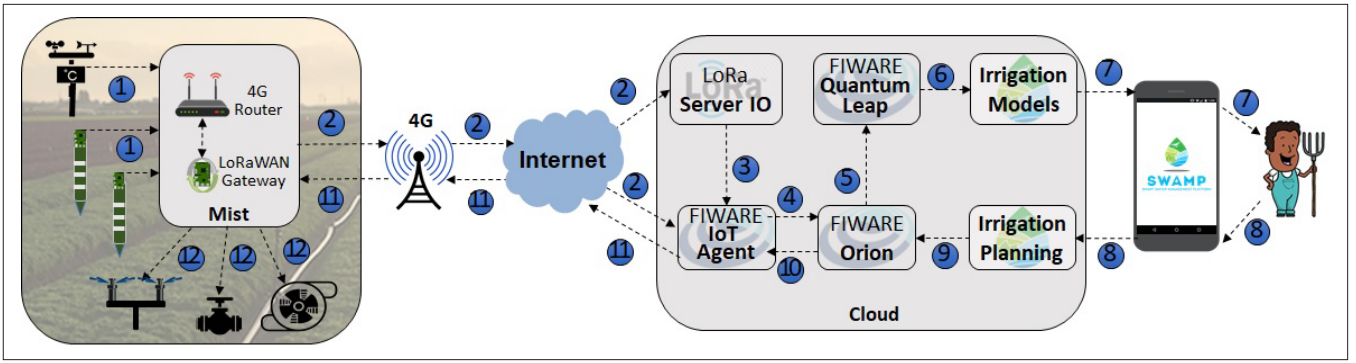 °C
1
1
4G
Router
LoRaWAN
Gateway
Mist
2
11
12
12
12
4G
2
11
Internet
2
2
11
LoRa
Server IO
3
FIWARE
IoT
Agent
4
10
FIWARE
Quantum
Leap
5
FIWARE
Orion
6
Irrigation
Models
9
Irrigation
Planning
Cloud
7
8
SWAMP
7
8